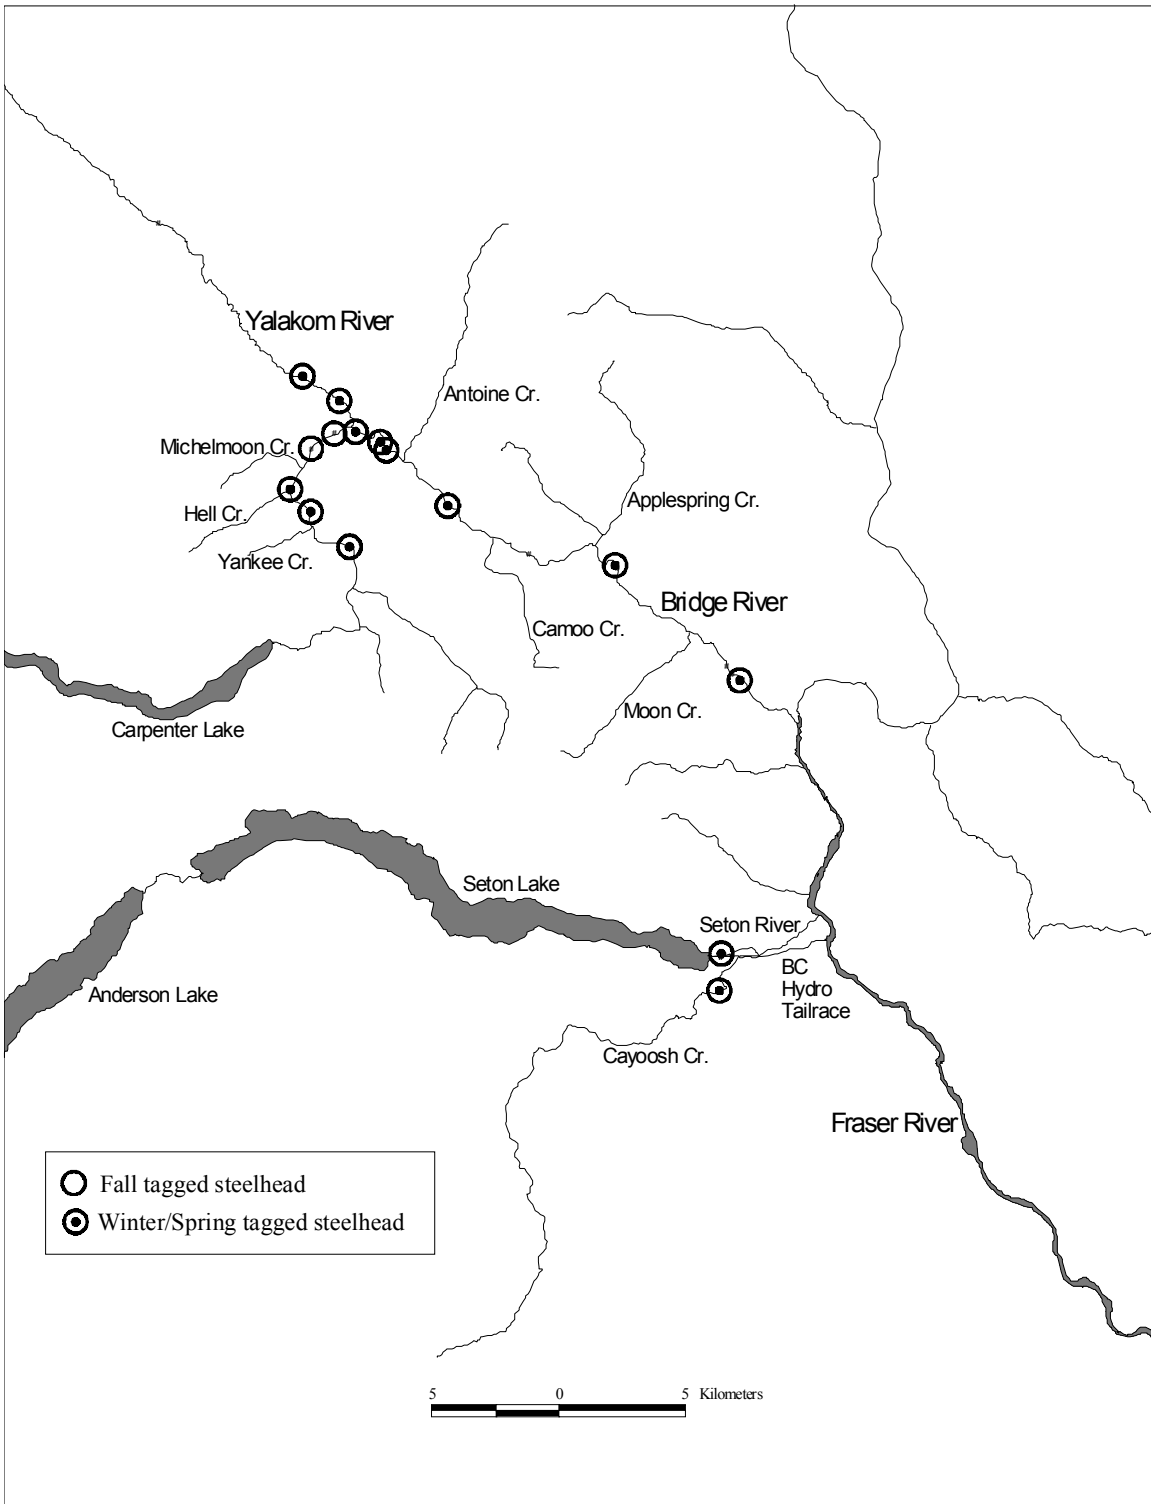 Yalakom River
Antoine Cr.
Michelmoon Cr.
Applespring Cr.
Hell Cr.
Yankee Cr.
Bridge River
Camoo Cr.
Moon Cr.
Carpenter Lake
Seton Lake
Seton River
BC
Hydro
Tailrace
Anderson Lake
Cayoosh Cr.
Fraser River
Fall tagged steelhead
Winter/Spring tagged steelhead
5 0 5 Kilometers